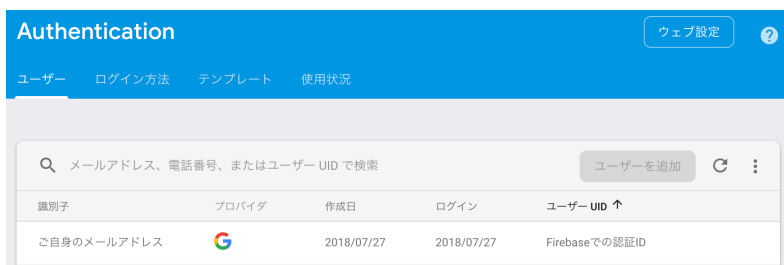 Authentication
ウェブ設定
?
ユーザー ログイン方法 テンプレート 使用状況
メールアドレス、電話番号、またはユーザー UID で検索
ユーザーを追加
識別子 プロバイダ 作成日 ログイン ユーザー UID ↑
ご自身のメールアドレス G 2018/07/27 2018/07/27 Firebaseでの認証ID